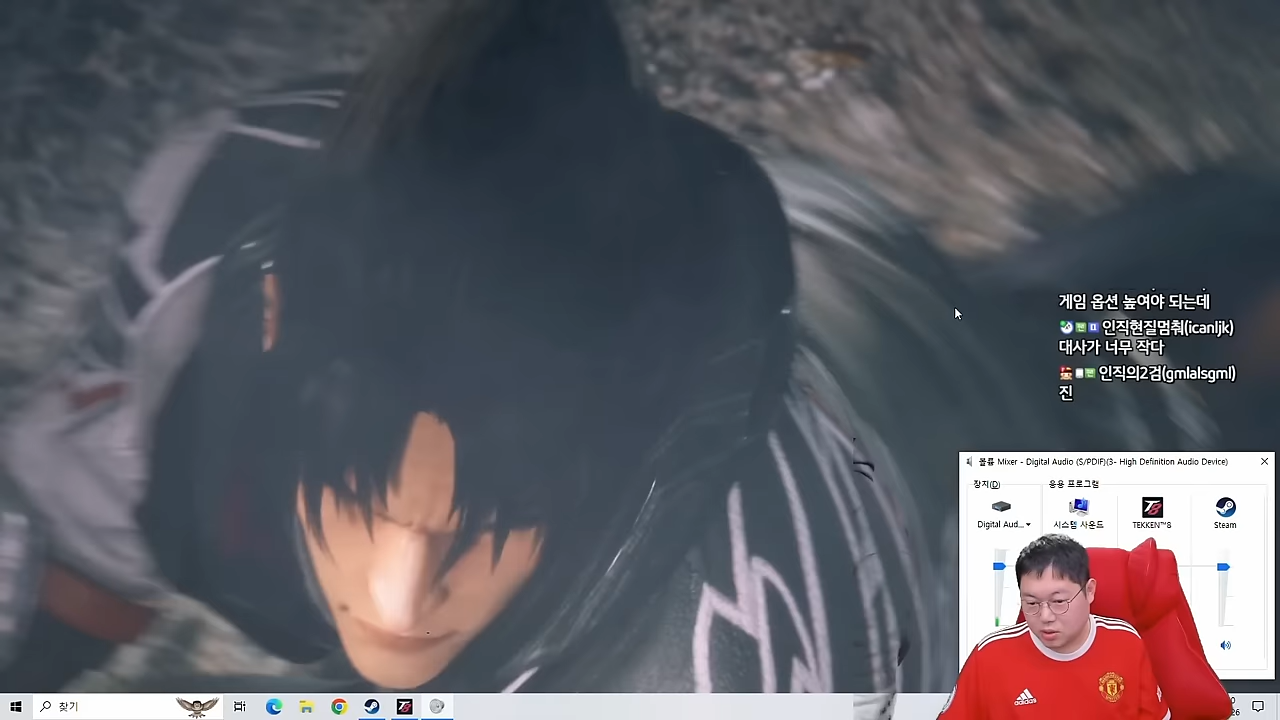 게임 옵션 높여야 되는데
인직현질멈춰(icanljk)
대사가 너무 작다
인직의2검(gmlalsgml)
진
볼륨 Mixer - Digital Audio (S/PDIF)(3- High Definition Audio Device)
장치(D)
응용 프로그램
Digital Aud...
시스템 사운드
TEKKEN™8
Steam
adidas
찾기